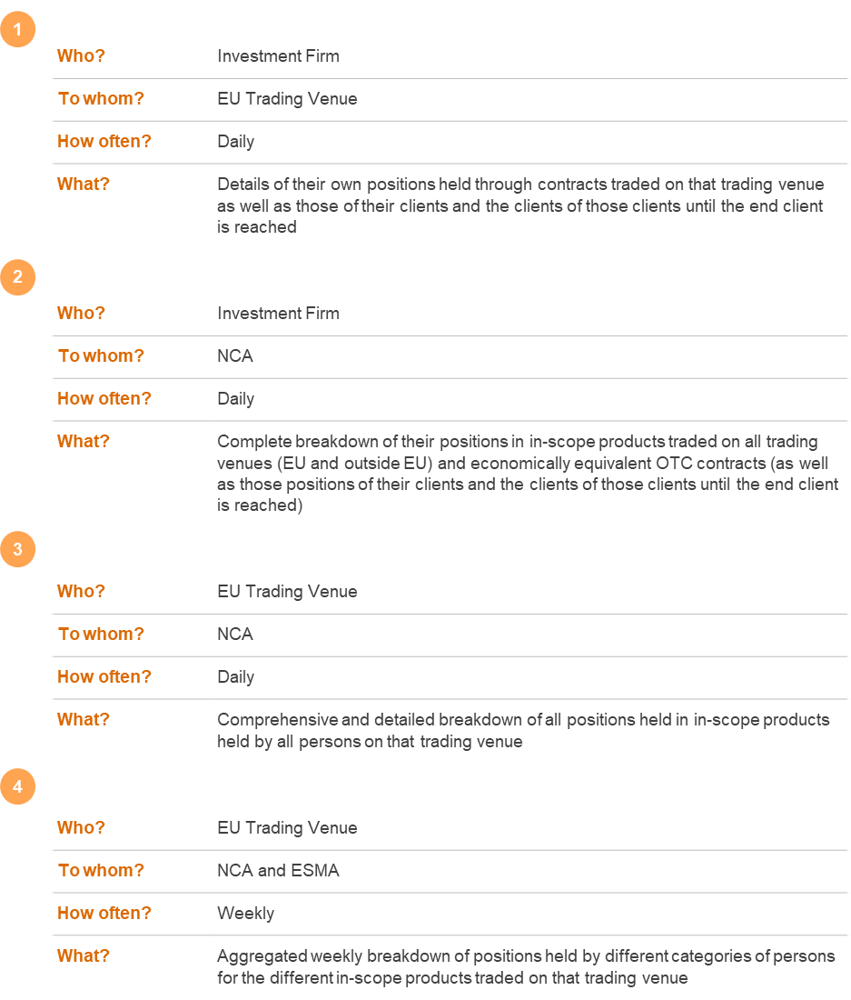 1
Who? Investment Firm
To whom? EU Trading Venue
How often? Daily
What? Details of their own positions held through contracts traded on that trading venue
as well as those of their clients and the clients of those clients until the end client
is reached
2
Who? Investment Firm
To whom? NCA
How often? Daily
What? Complete breakdown of their positions in in-scope products traded on all trading
venues (EU and outside EU) and economically equivalent OTC contracts (as well
as those positions of their clients and the clients of those clients until the end client
is reached)
3
Who? EU Trading Venue
To whom? NCA
How often? Daily
What? Comprehensive and detailed breakdown of all positions held in in-scope products
held by all persons on that trading venue
4
Who? EU Trading Venue
To whom? NCA and ESMA
How often? Weekly
What? Aggregated weekly breakdown of positions held by different categories of persons
for the different in-scope products traded on that trading venue